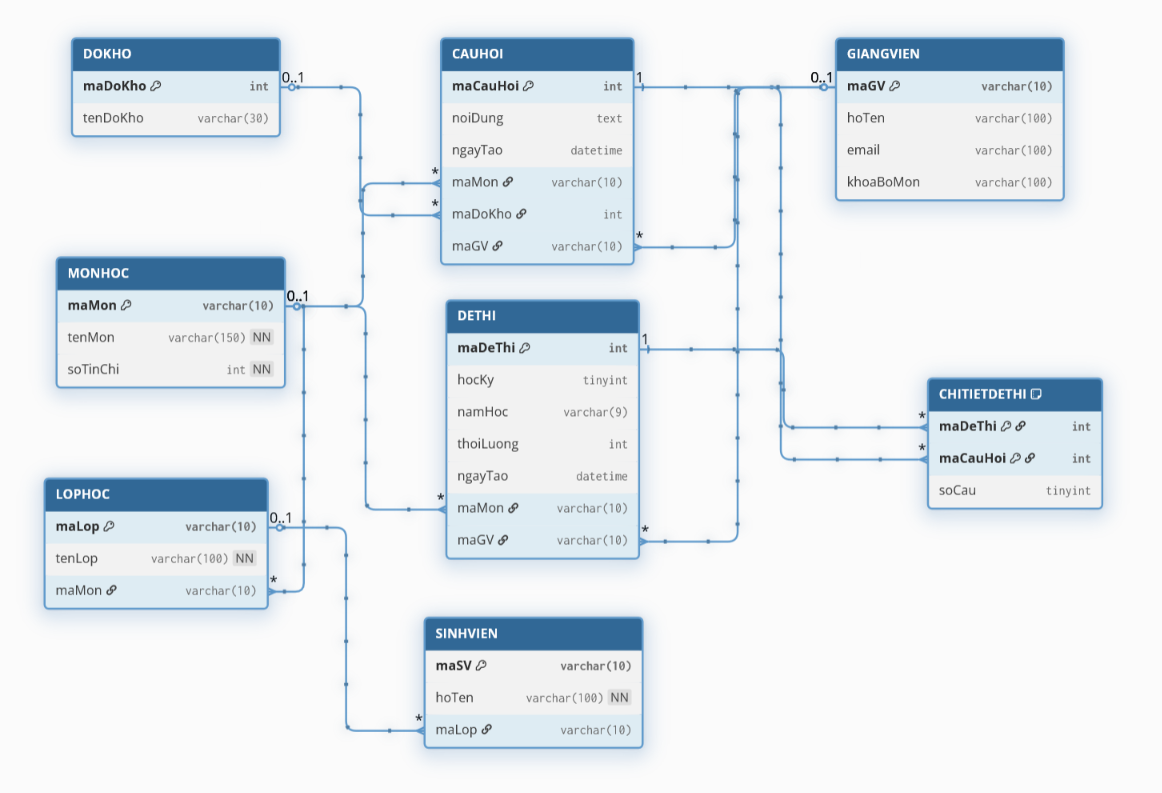 DOKHO
maDoKho int
tenDoKho varchar(30)
0..1
CAUHOI
maCauHoi int
noiDung text
ngayTao datetime
maMon varchar(10)
maDoKho int
maGV varchar(10)
1
*
*
*
GIANGVIEN
maGV varchar(10)
hoTen varchar(100)
email varchar(100)
khoaBoMon varchar(100)
0..1
MONHOC
maMon varchar(10)
tenMon varchar(150) NN
soTinChi int NN
0..1
DETHI
maDeThi int
hocKy tinyint
namHoc varchar(9)
thoiLuong int
ngayTao datetime
maMon varchar(10)
maGV varchar(10)
1
*
*
CHITIETDETHI
maDeThi int
maCauHoi int
soCau tinyint
*
*
LOPHOC
maLop varchar(10)
tenLop varchar(100) NN
maMon varchar(10)
0..1
*
SINHVIEN
maSV varchar(10)
hoTen varchar(100) NN
maLop varchar(10)
*